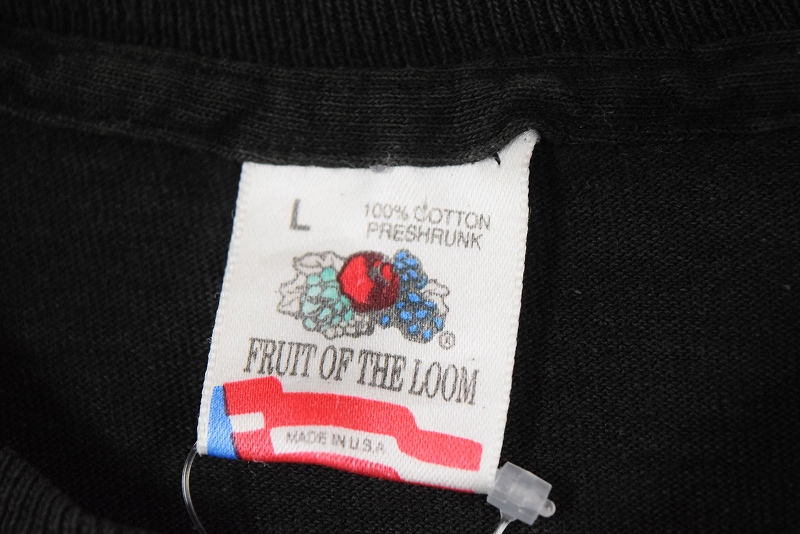 L
100% COTTON
PRESHRUNK
®
FRUIT OF THE LOOM
MADE IN U.S.A.